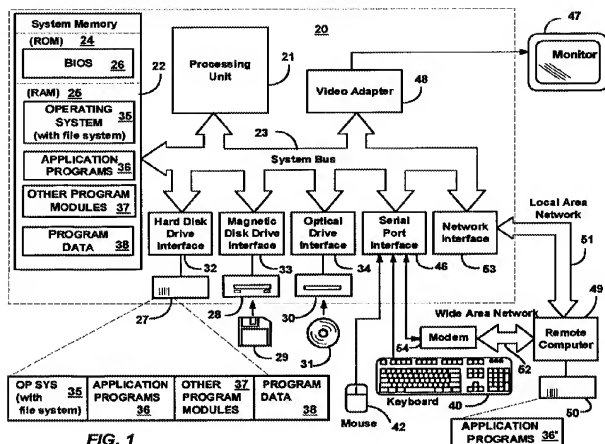 System Memory
(ROM) 24
BIOS 26
(RAM) 25
OPERATING SYSTEM 35
(with file system)
APPLICATION PROGRAMS 36
OTHER PROGRAM MODULES 37
PROGRAM DATA 38
22
20
Processing Unit
21
Video Adapter
48
47
Monitor
23
System Bus
Hard Disk Drive Interface
32
Magnetic Disk Drive Interface
33
Optical Drive Interface
34
Serial Port Interface
46
Network Interface
53
Local Area Network
51
27
28
29
30
31
Wide Area Network
Modem
54
52
49
Remote Computer
50
Keyboard
40
Mouse
42
OP SYS 35
(with file system)
APPLICATION PROGRAMS 36
OTHER PROGRAM MODULES 37
PROGRAM DATA 38
APPLICATION PROGRAMS 36'
FIG. 1